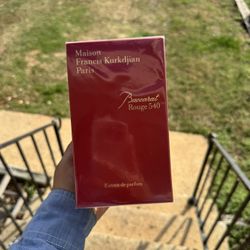 Maison
Francis Kurkdjian
Paris
Baccarat
Rouge 540
Extrait de parfum